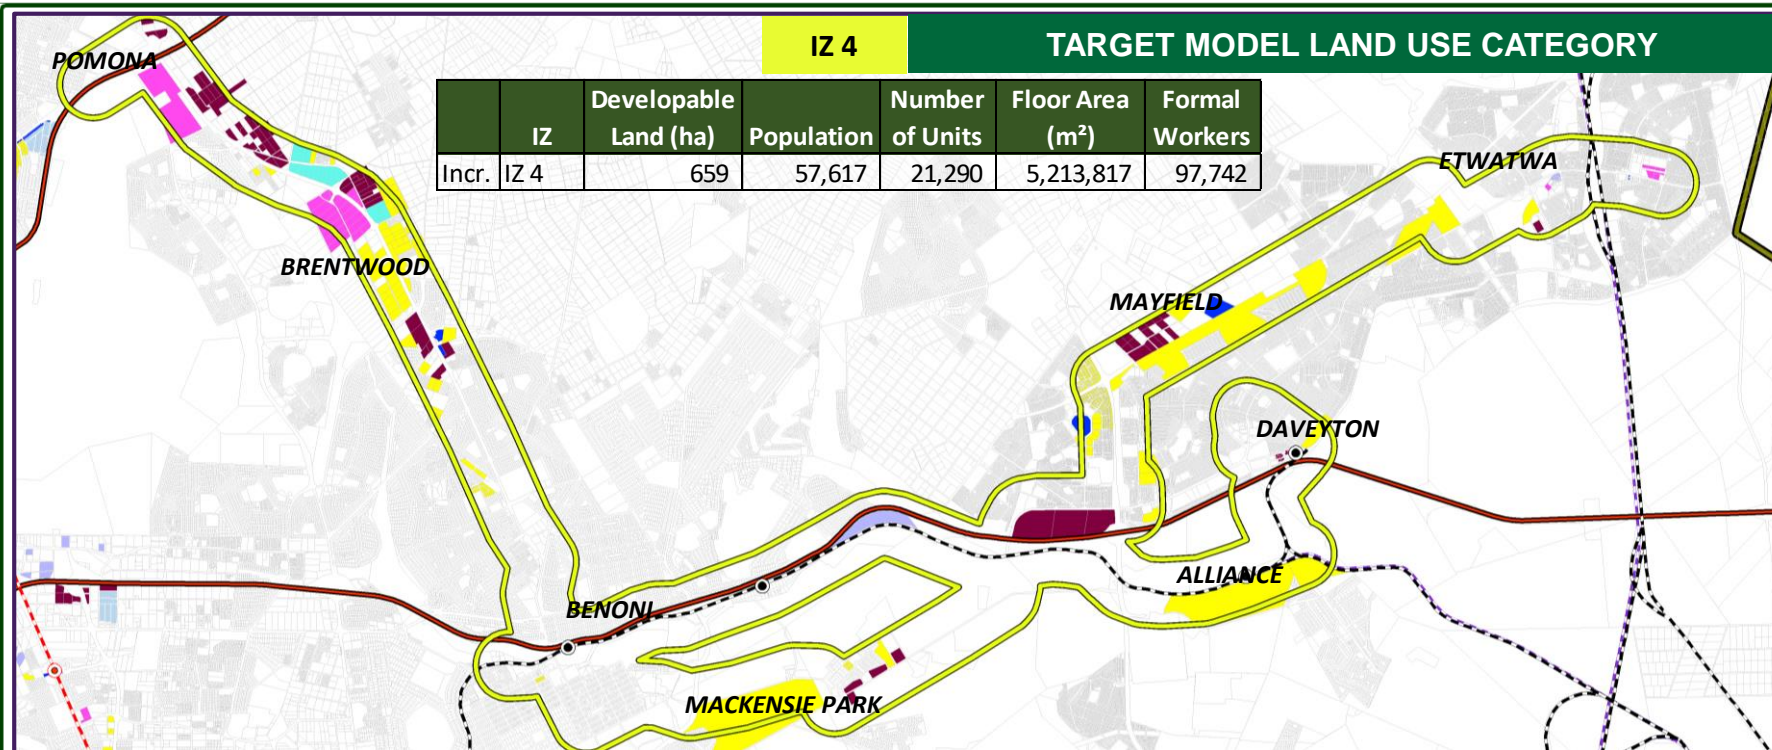 IZ 4
TARGET MODEL LAND USE CATEGORY
POMONA
IZ
Developable Land (ha)
Population
Number of Units
Floor Area (m²)
Formal Workers
Incr. IZ 4 659 57,617 21,290 5,213,817 97,742
ETWATWA
BRENTWOOD
MAYFIELD
DAVEYTON
ALLIANCE
BENONI
MACKENSIE PARK